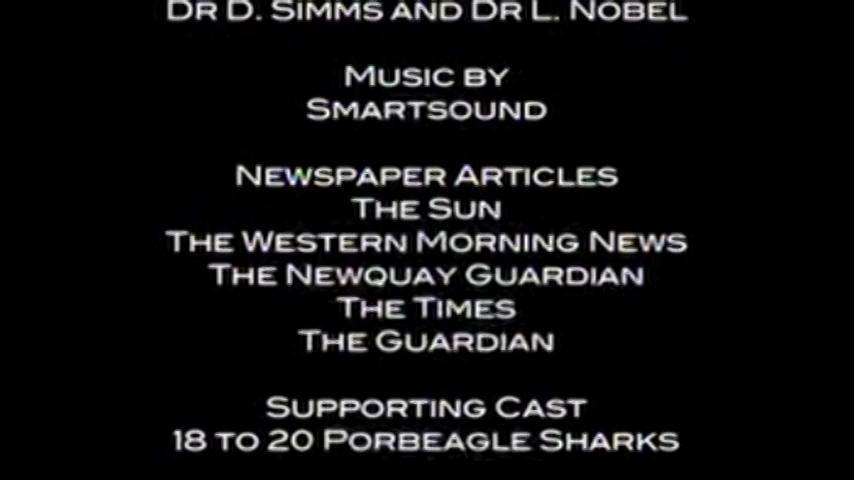 DR D. SIMMS AND DR L. NOBEL
MUSIC BY
SMARTSOUND
NEWSPAPER ARTICLES
THE SUN
THE WESTERN MORNING NEWS
THE NEWQUAY GUARDIAN
THE TIMES
THE GUARDIAN
SUPPORTING CAST
18 TO 20 PORBEAGLE SHARKS